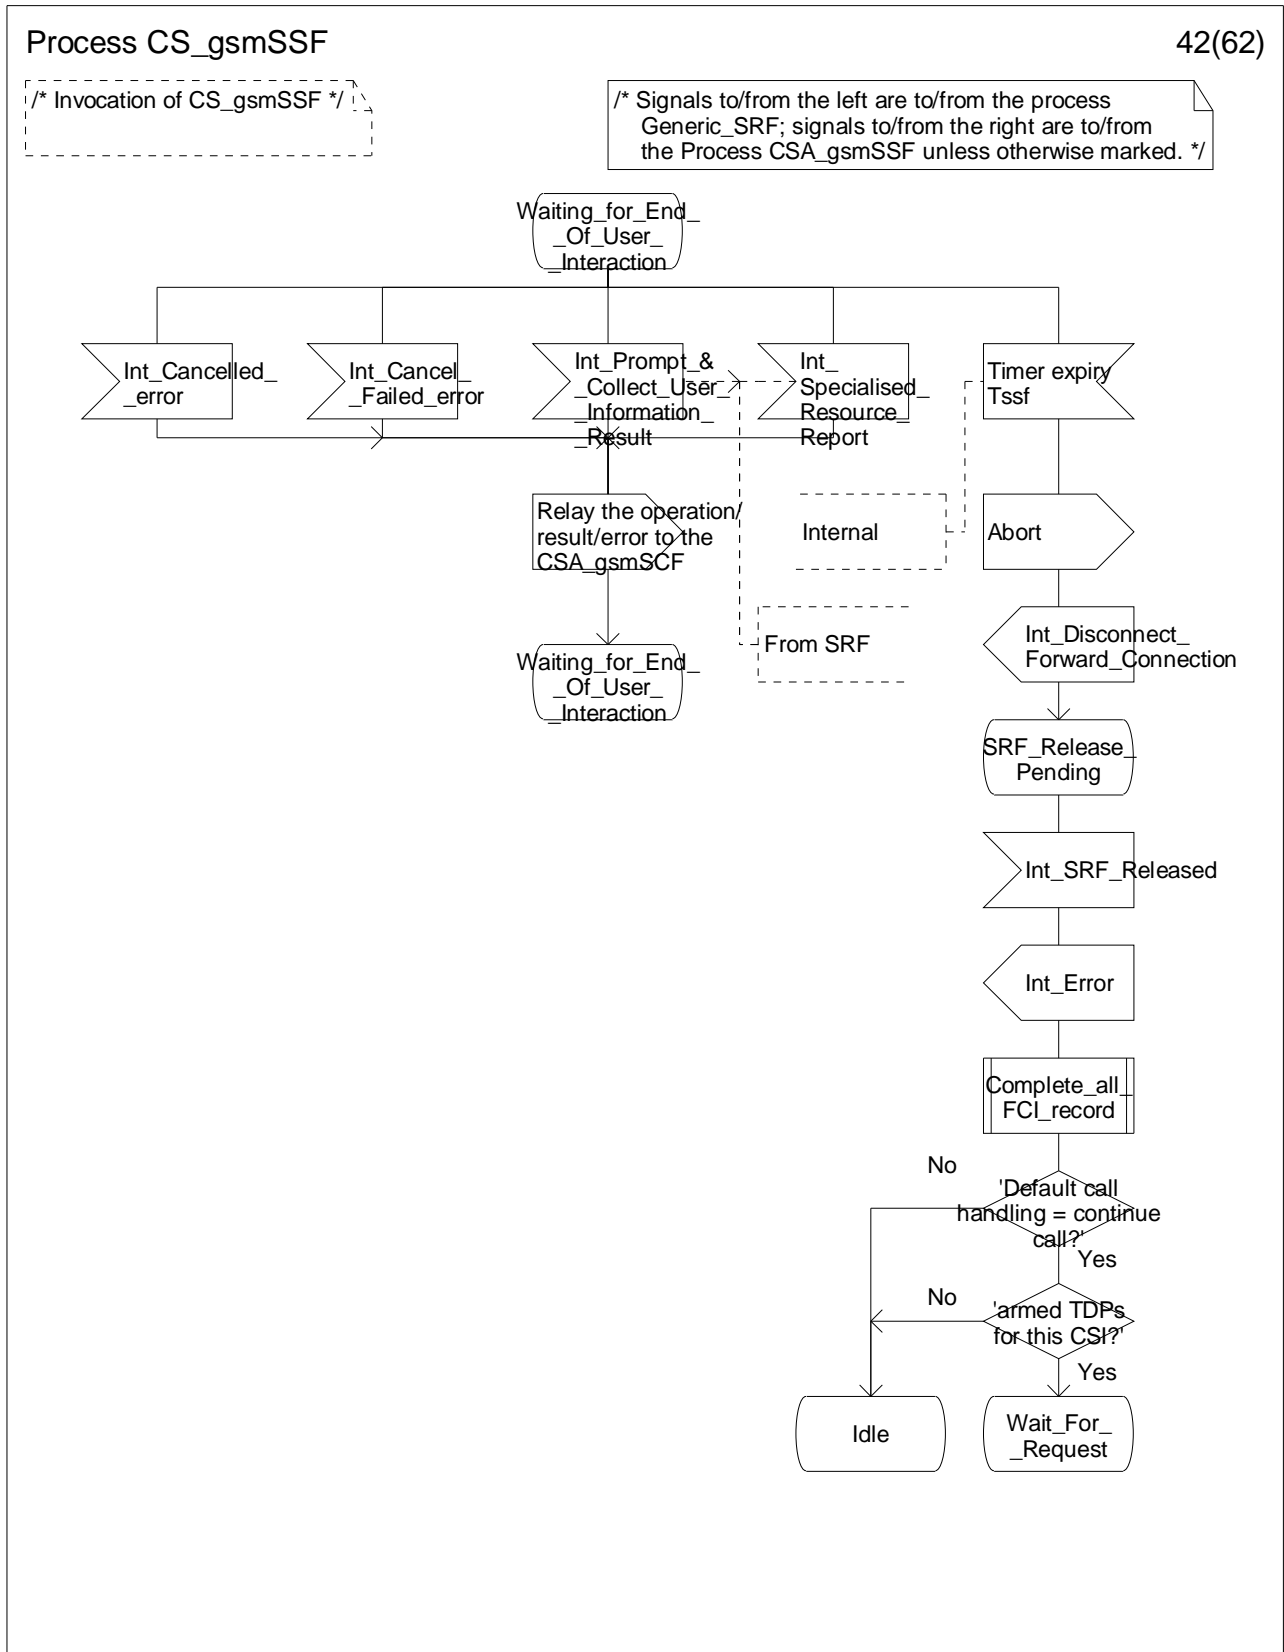 Process CS_gsmSSF
42(62)
/* Invocation of CS_gsmSSF */
/* Signals to/from the left are to/from the process
Generic_SRF; signals to/from the right are to/from
the Process CSA_gsmSSF unless otherwise marked. */
Waiting_for_End_
_Of_User_
_Interaction
Int_Cancelled_
_error
Int_Cancel_
_Failed_error
Int_Prompt_&
_Collect_User_
_Information_
_Result
Int_
Specialised_
Resource_
Report
Timer expiry
Tssf
Relay the operation/
result/error to the
CSA_gsmSCF
Internal
Abort
From SRF
Int_Disconnect_
Forward_Connection
Waiting_for_End_
_Of_User_
_Interaction
SRF_Release_
Pending
Int_SRF_Released
Int_Error
Complete_all_
FCI_record
No
'Default call
handling = continue
call?'
Yes
No
'armed TDPs
for this CSI?'
Yes
Idle
Wait_For_
_Request